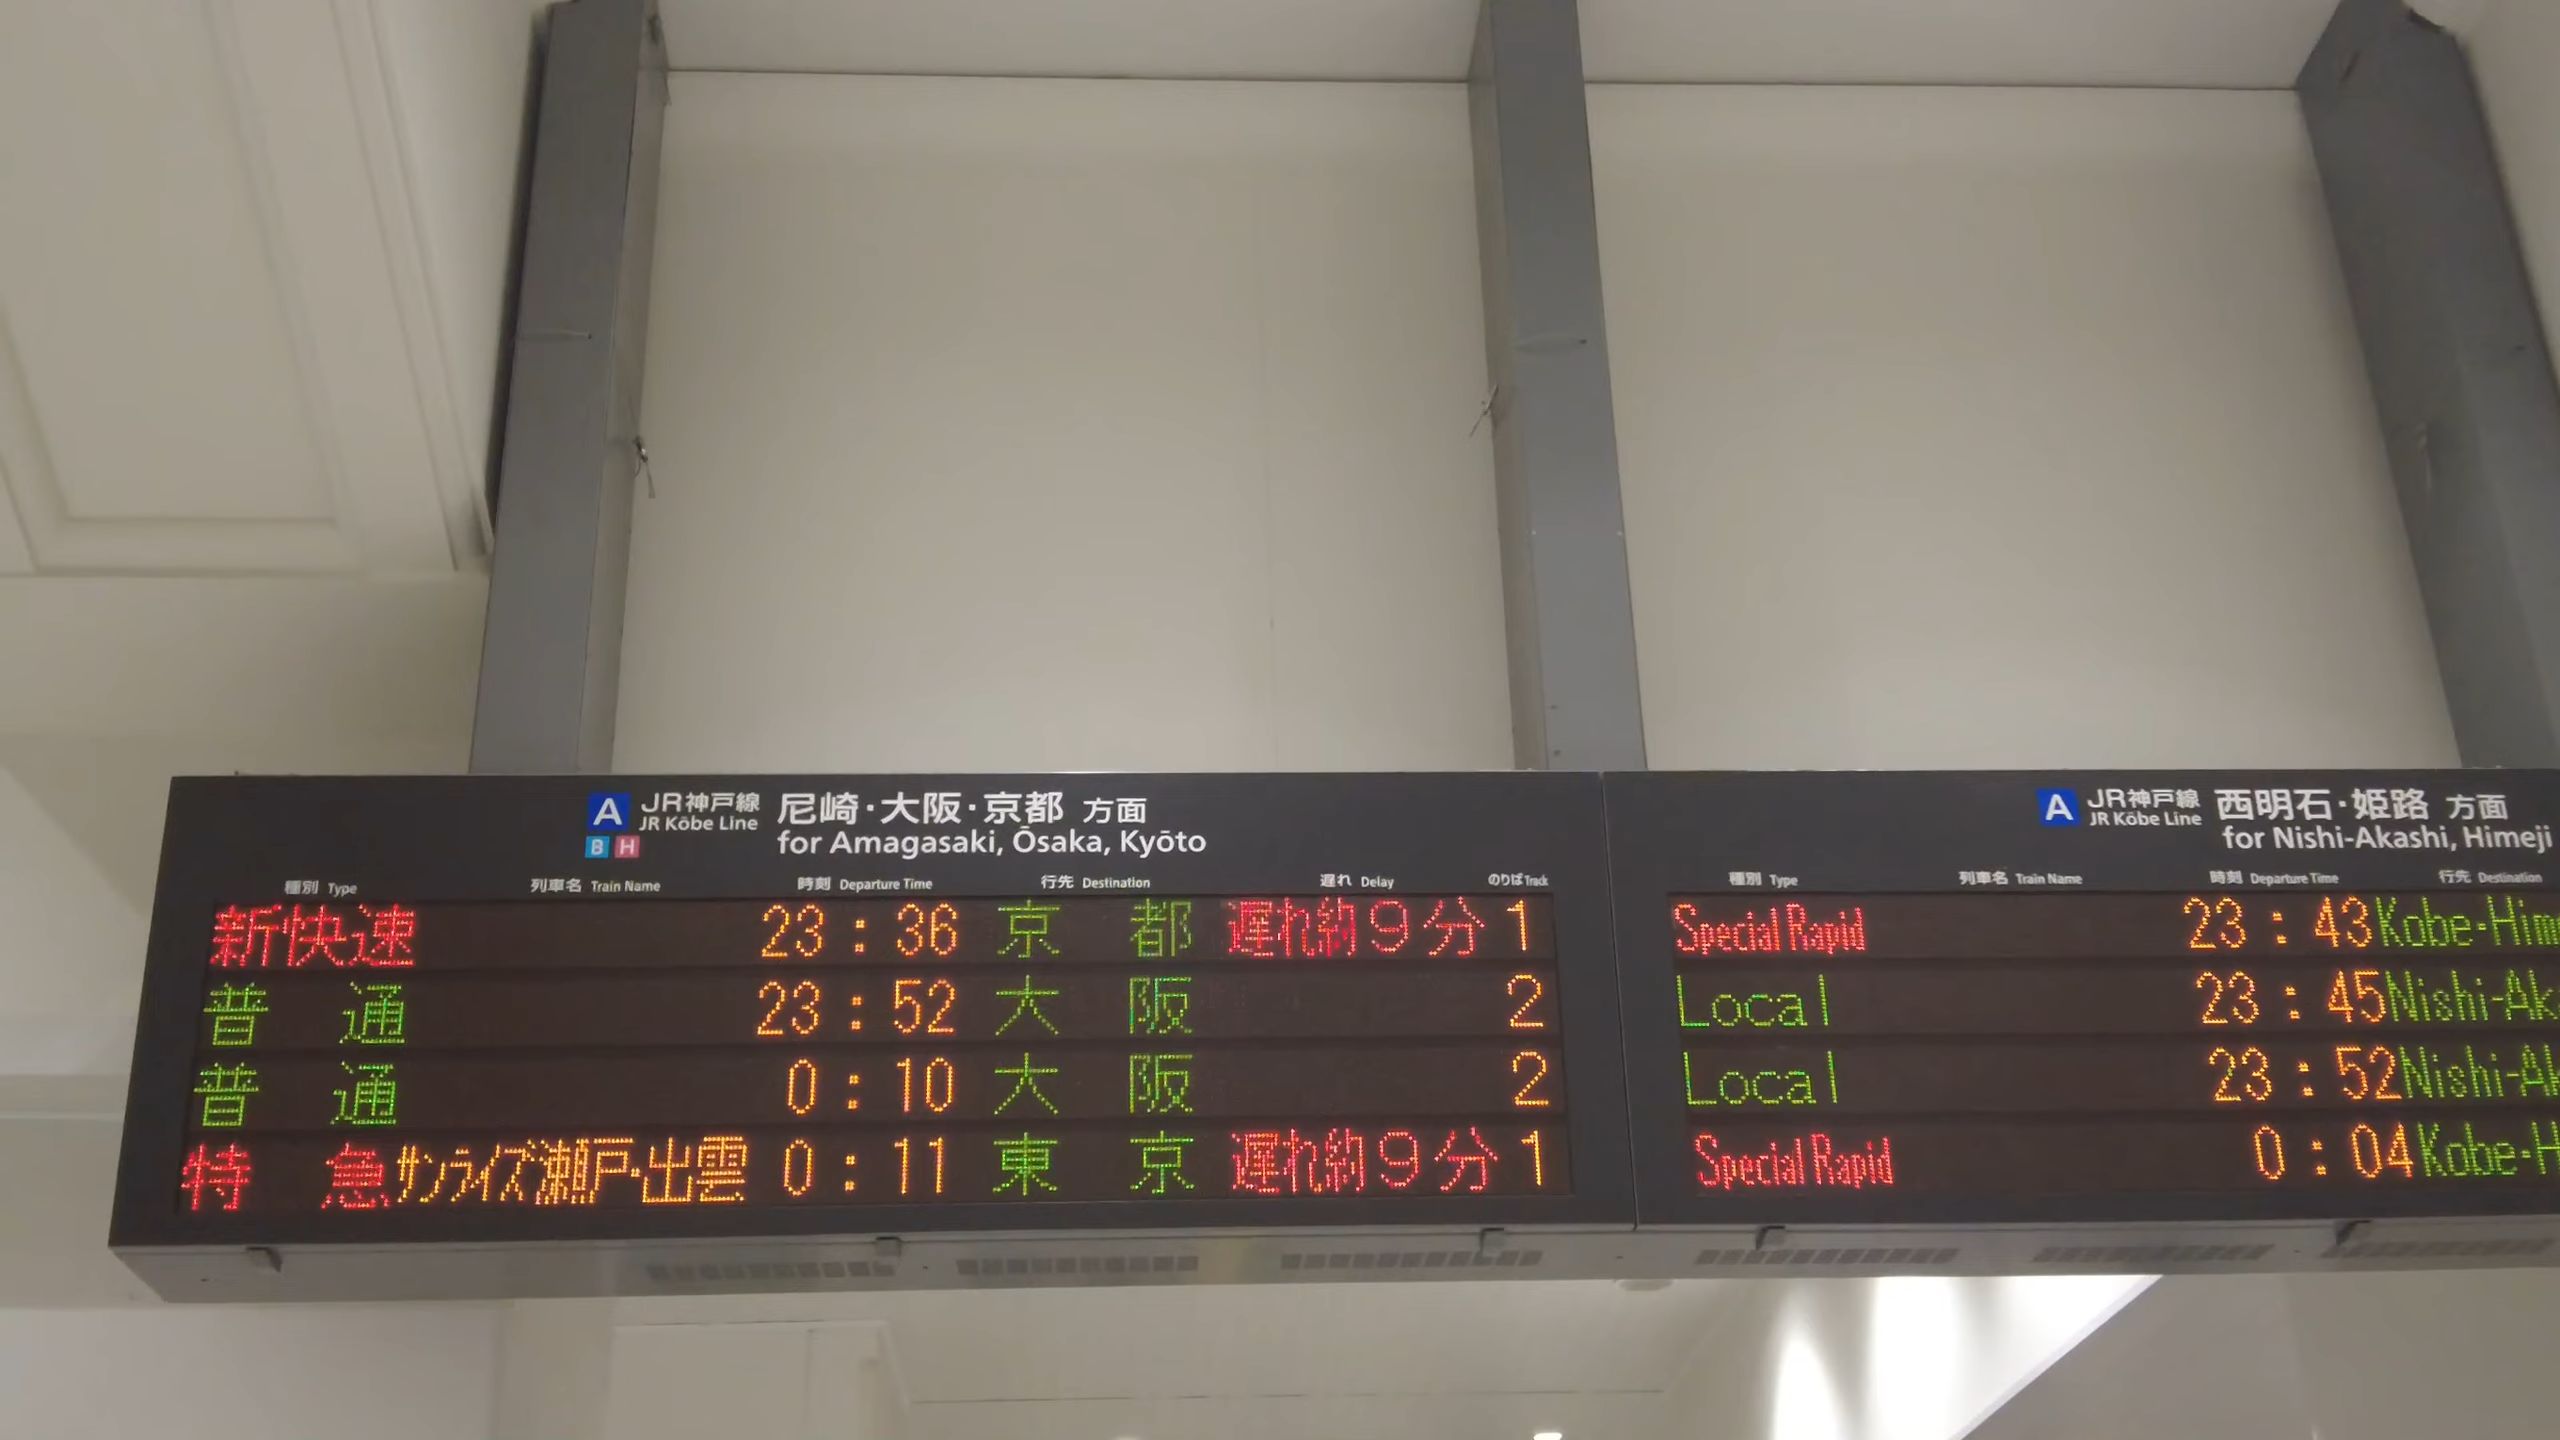 A JR神戸線 尼崎・大阪・京都 方面
JR Kōbe Line for Amagasaki, Ōsaka, Kyōto
B H
種別 Type 列車名 Train Name 時刻 Departure Time 行先 Destination 遅れ Delay のりば Track
新快速 23:36 京都 遅れ約9分 1
普通 23:52 大阪 2
普通 0:10 大阪 2
特急 サンライズ瀬戸・出雲 0:11 東京 遅れ約9分 1
A JR神戸線 西明石・姫路 方面
JR Kōbe Line for Nishi-Akashi, Himeji
種別 Type 列車名 Train Name 時刻 Departure Time 行先 Destination
Special Rapid 23:43 Kobe-Him
Local 23:45 Nishi-Ak
Local 23:52 Nishi-Ak
Special Rapid 0:04 Kobe-H